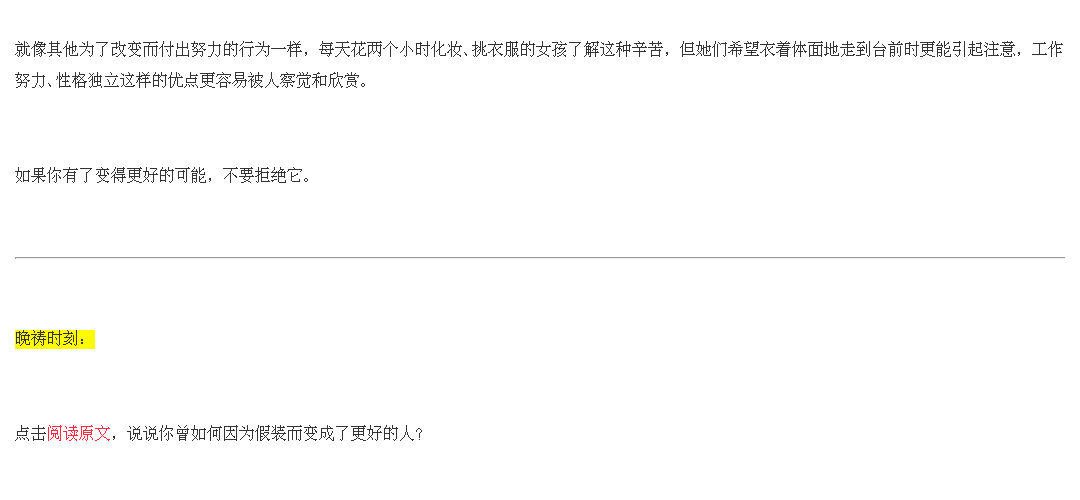 就像其他为了改变而付出努力的行为一样，每天花两个小时化妆、挑衣服的女孩了解这种辛苦，但她们希望衣着体面地走到台前时更能引起注意，工作
努力、性格独立这样的优点更容易被人察觉和欣赏。
如果你有了变得更好的可能，不要拒绝它。
晚祷时刻：
点击阅读原文，说说你曾如何因为假装而变成了更好的人？